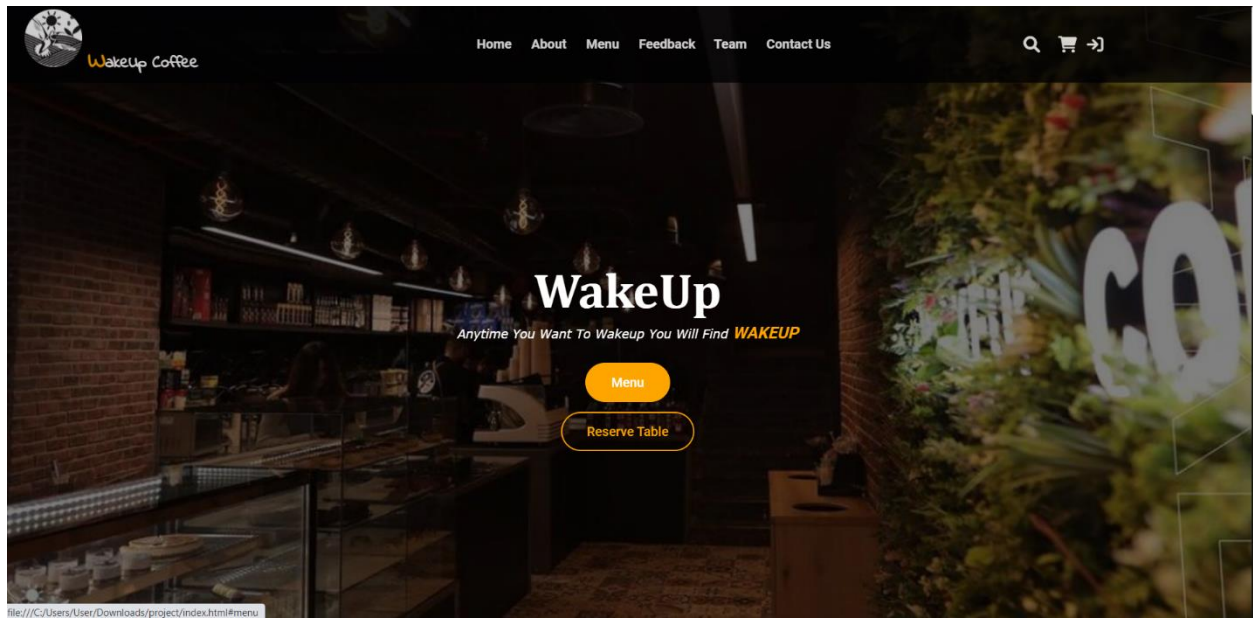 Wakeup Coffee
Home About Menu Feedback Team Contact Us
WakeUp
Anytime You Want To Wakeup You Will Find WAKEUP
Menu
Reserve Table
file:///C:/Users/User/Downloads/project/index.html#menu